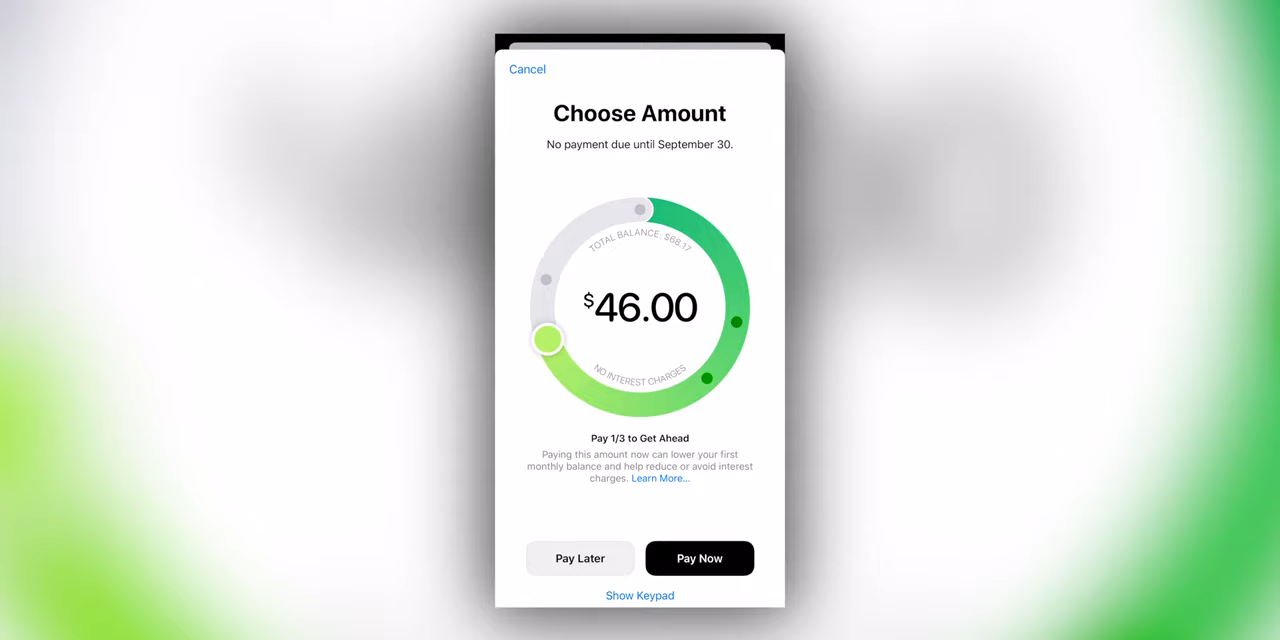 Cancel
Choose Amount
No payment due until September 30.
TOTAL BALANCE: $68.17
$46.00
NO INTEREST CHARGES
Pay 1/3 to Get Ahead
Paying this amount now can lower your first
monthly balance and help reduce or avoid interest
charges. Learn More...
Pay Later
Pay Now
Show Keypad